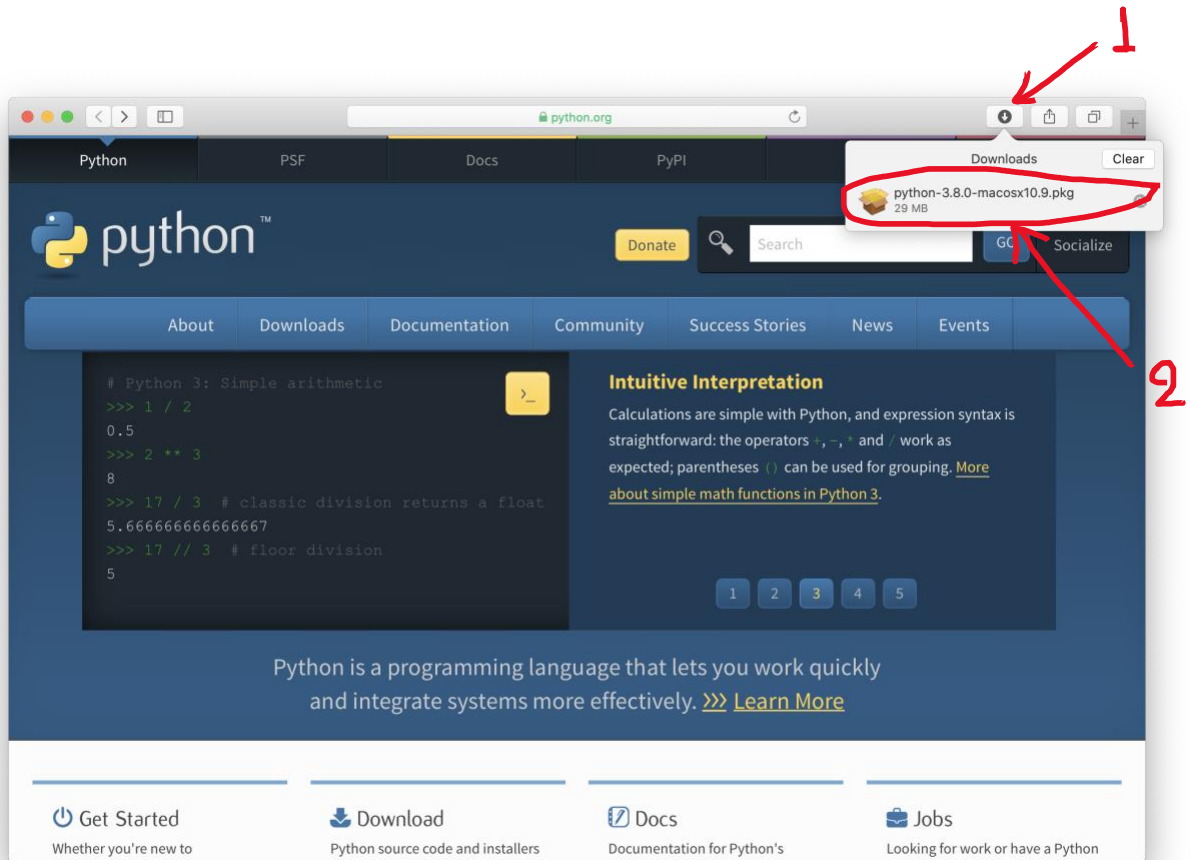 1
python.org
Python
PSF
Docs
PyPI
Downloads
Clear
python-3.8.0-macosx10.9.pkg
29 MB
python™
Donate
Search
GO
Socialize
2
About
Downloads
Documentation
Community
Success Stories
News
Events
# Python 3: Simple arithmetic
>>> 1 / 2
0.5
>>> 2 ** 3
8
>>> 17 / 3 # classic division returns a float
5.666666666666667
>>> 17 // 3 # floor division
5
>_
Intuitive Interpretation
Calculations are simple with Python, and expression syntax is
straightforward: the operators +, -, * and / work as
expected; parentheses () can be used for grouping. More
about simple math functions in Python 3.
1
2
3
4
5
Python is a programming language that lets you work quickly
and integrate systems more effectively. >>> Learn More
Get Started
Whether you're new to
Download
Python source code and installers
Docs
Documentation for Python's
Jobs
Looking for work or have a Python